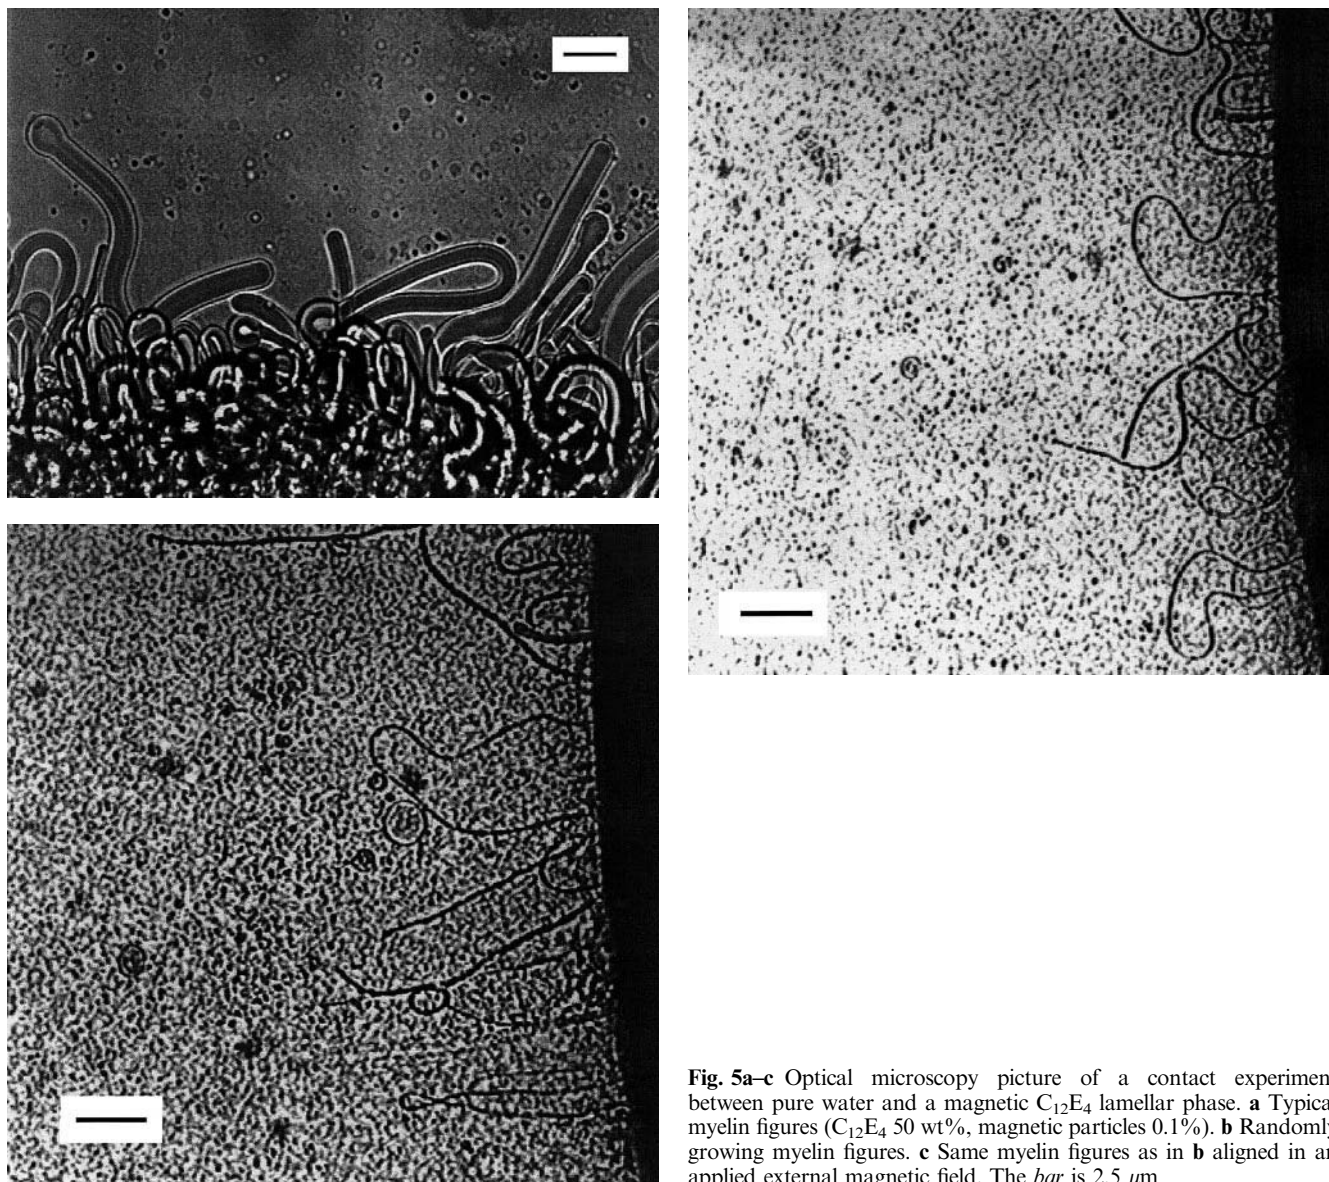 Fig. 5a–c Optical microscopy picture of a contact experimen
between pure water and a magnetic C12E4 lamellar phase. a Typica
myelin figures (C12E4 50 wt%, magnetic particles 0.1%). b Randomly
growing myelin figures. c Same myelin figures as in b aligned in an
applied external magnetic field. The bar is 2.5 μm